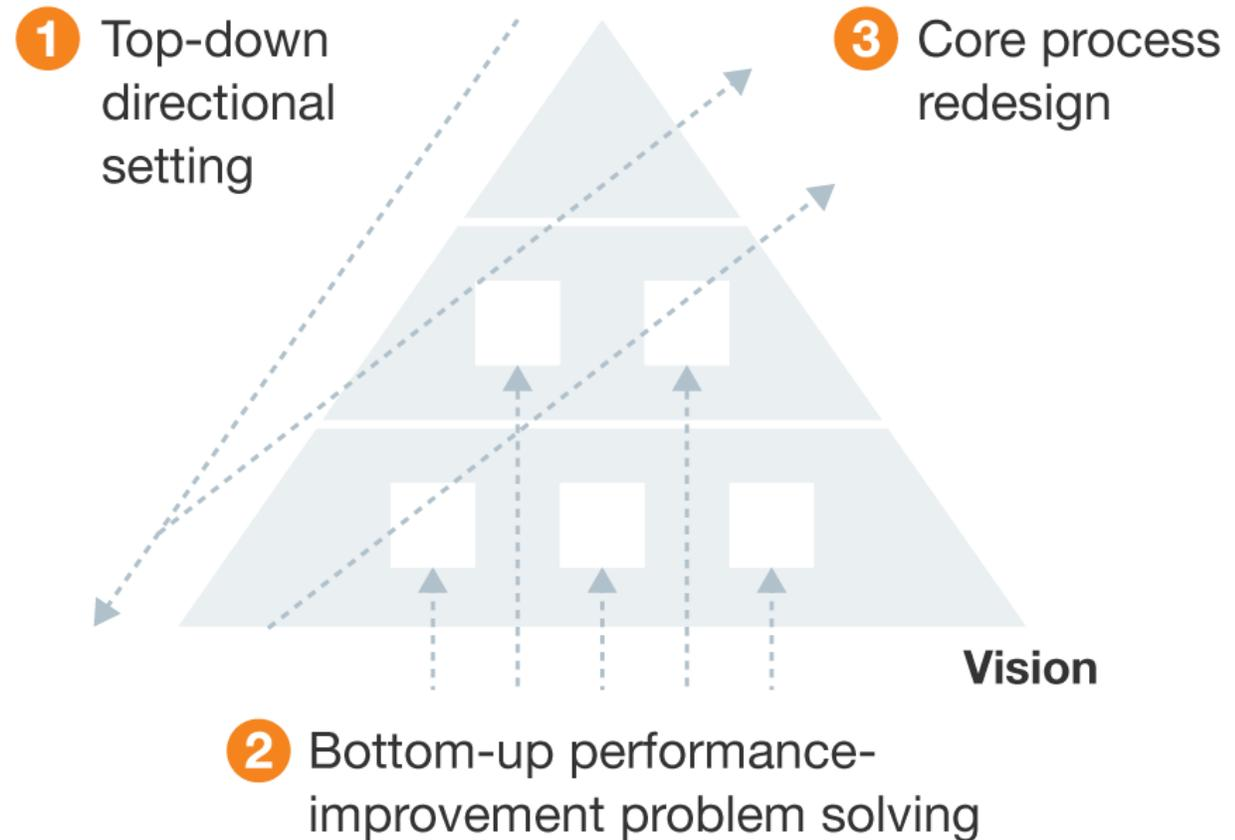 1 Top-down
directional
setting
3 Core process
redesign
Vision
2 Bottom-up performance-
improvement problem solving